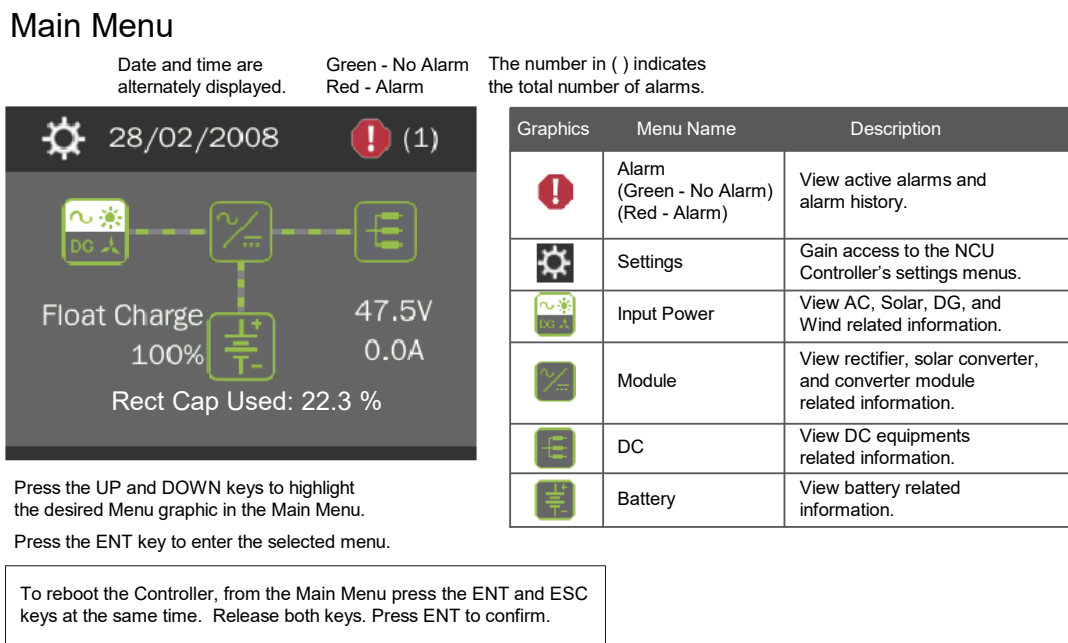 Main Menu
Date and time are
alternately displayed.
Green - No Alarm
Red - Alarm
The number in ( ) indicates
the total number of alarms.
28/02/2008
(1)
DG
Float Charge
100%
47.5V
0.0A
Rect Cap Used: 22.3 %
Press the UP and DOWN keys to highlight
the desired Menu graphic in the Main Menu.
Press the ENT key to enter the selected menu.
Graphics Menu Name Description
Alarm
(Green - No Alarm)
(Red - Alarm)
View active alarms and
alarm history.
Settings
Gain access to the NCU
Controller's settings menus.
DG
Input Power
View AC, Solar, DG, and
Wind related information.
Module
View rectifier, solar converter,
and converter module
related information.
DC
View DC equipments
related information.
Battery
View battery related
information.
To reboot the Controller, from the Main Menu press the ENT and ESC
keys at the same time.  Release both keys. Press ENT to confirm.